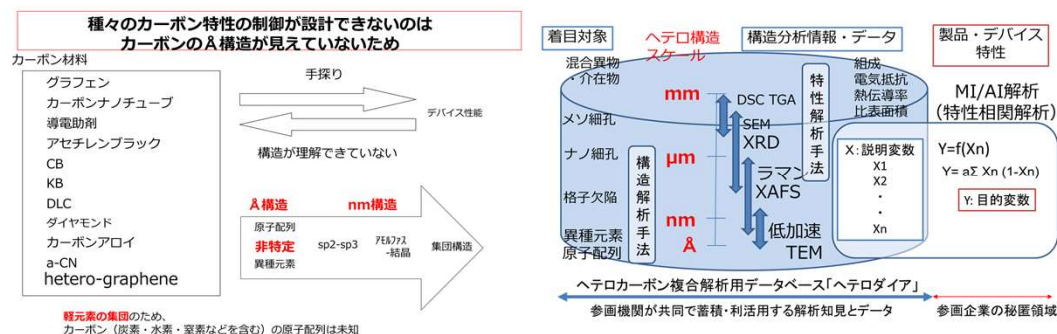 種々のカーボン特性の制御が設計できないのは
カーボンのÅ構造が見えていないため
カーボン材料
グラフェン
カーボンナノチューブ
導電助剤
アセチレンブラック
CB
KB
DLC
ダイヤモンド
カーボンアロイ
a-CN
hetero-graphene
手探り
デバイス性能
構造が理解できていない
Å構造
nm構造
原子配列
非特定
異種元素
sp2-sp3
アモルファス
-結晶
集団構造
軽元素の集団のため、
カーボン（炭素・水素・窒素などを含む）の原子配列は未知
着目対象
ヘテロ構造
スケール
構造分析情報・データ
製品・デバイス
特性
混合異物
・介在物
メソ細孔
ナノ細孔
格子欠陥
異種元素
原子配列
構造解析手法
mm
μm
nm
Å
DSC TGA
SEM
XRD
ラマン
XAFS
低加速
TEM
特性解析手法
組成
電気抵抗
熱伝導率
比表面積
MI/AI解析
(特性相関解析)
X:説明変数
X1
X2
・
・
Xn
Y=f(Xn)
Y= aΣ Xn (1-Xn)
Y: 目的変数
ヘテロカーボン複合解析用データベース「ヘテロダイア」
参画機関が共同で蓄積・利活用する解析知見とデータ
参画企業の秘匿領域